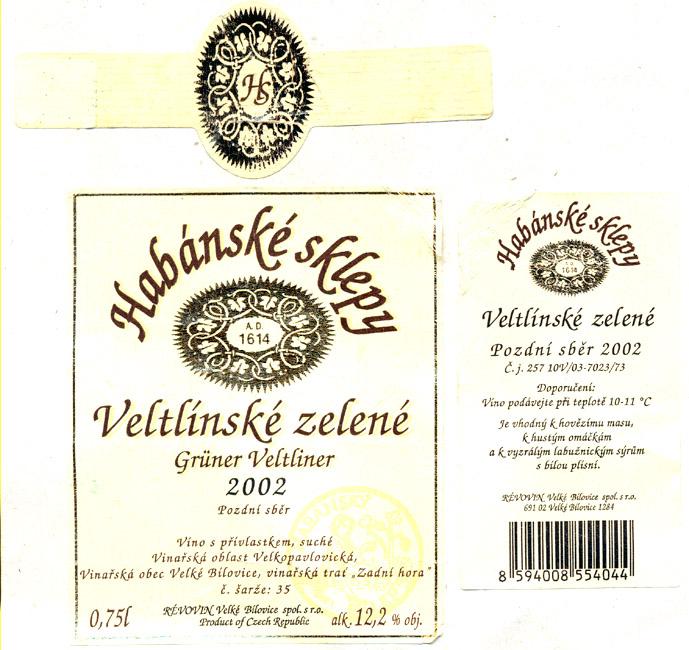 HS
Habánské sklepy
A.D.
1614
Veltlínské zelené
Grüner Veltliner
2002
Pozdní sběr
Víno s přívlastkem, suché
Vinařská oblast Velkopavlovická,
Vinařská obec Velké Bílovice, vinařská trať „Zadní hora"
č. šarže: 35
0,75l
RÉVOVIN Velké Bílovice spol. s r.o.
Product of Czech Republic
alk. 12,2 % obj.
Habánské sklepy
A.D.
1614
Veltlínské zelené
Pozdní sběr 2002
Č.j. 257 10V/03-7023/73
Doporučení:
Víno podávejte při teplotě 10-11 °C
Je vhodný k hovězímu masu,
k hustým omáčkám
a k vyzrálým labužnickým sýrům
s bílou plísní.
RÉVOVIN Velké Bílovice spol. s r.o.
691 02 Velké Bílovice 1284
8 594008 554044